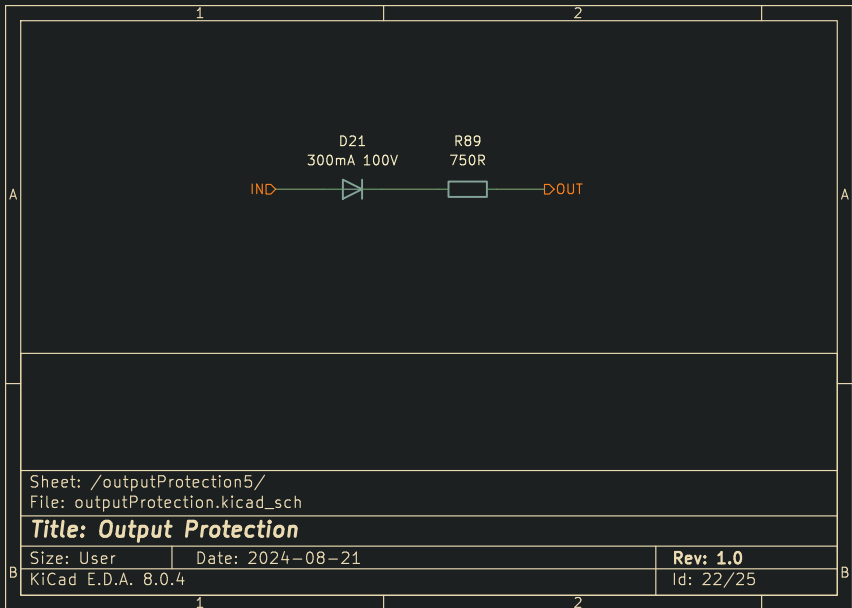 1 2
D21 R89
300mA 100V 750R
A IN OUT A
Sheet: /outputProtection5/
File: outputProtection.kicad_sch
Title: Output Protection
Size: User Date: 2024-08-21 Rev: 1.0
B B
KiCad E.D.A. 8.0.4 Id: 22/25
1 2